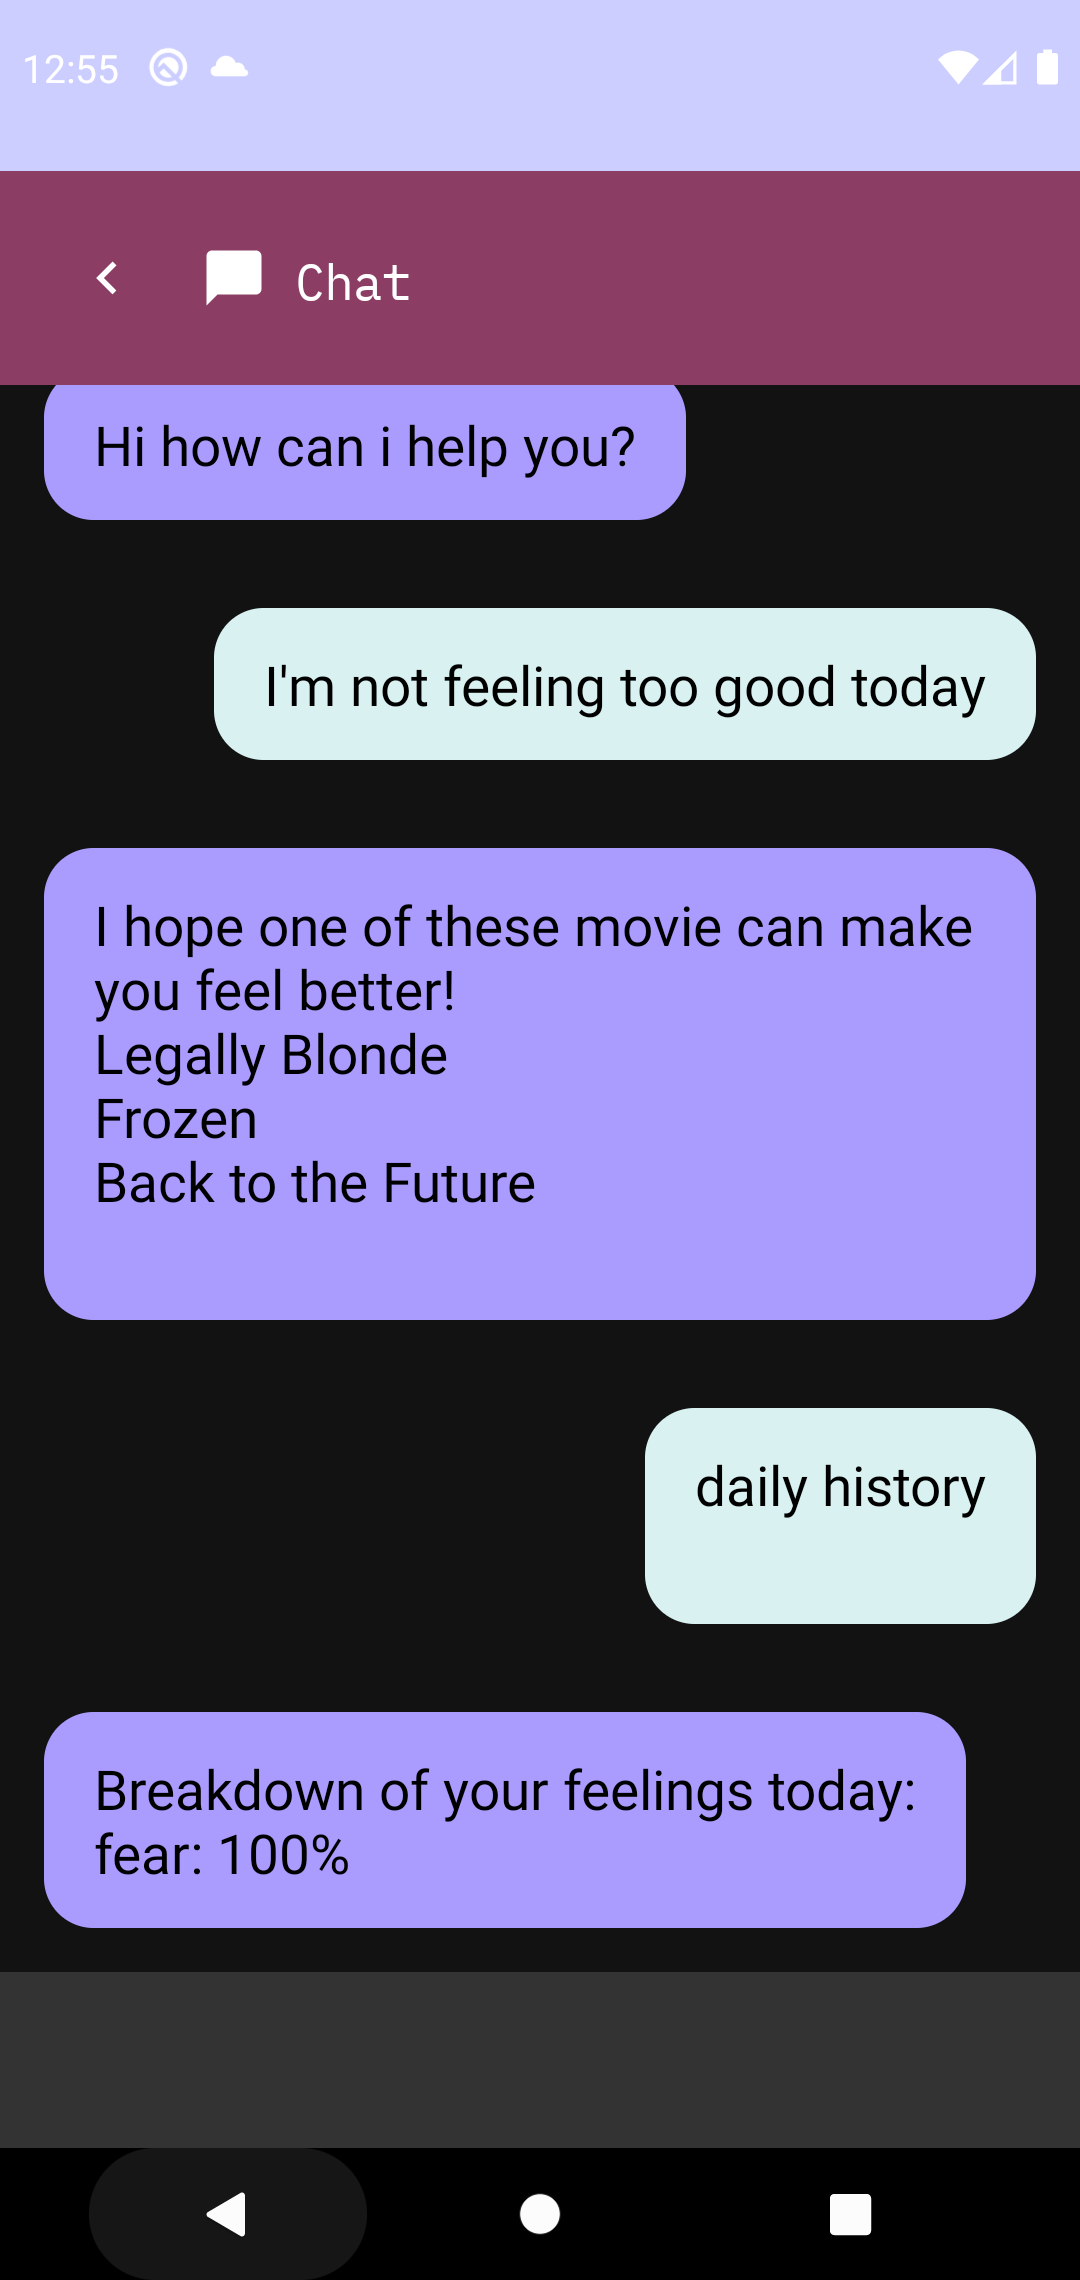 12:55
Chat
Hi how can i help you?
I'm not feeling too good today
I hope one of these movie can make
you feel better!
Legally Blonde
Frozen
Back to the Future
daily history
Breakdown of your feelings today:
fear: 100%